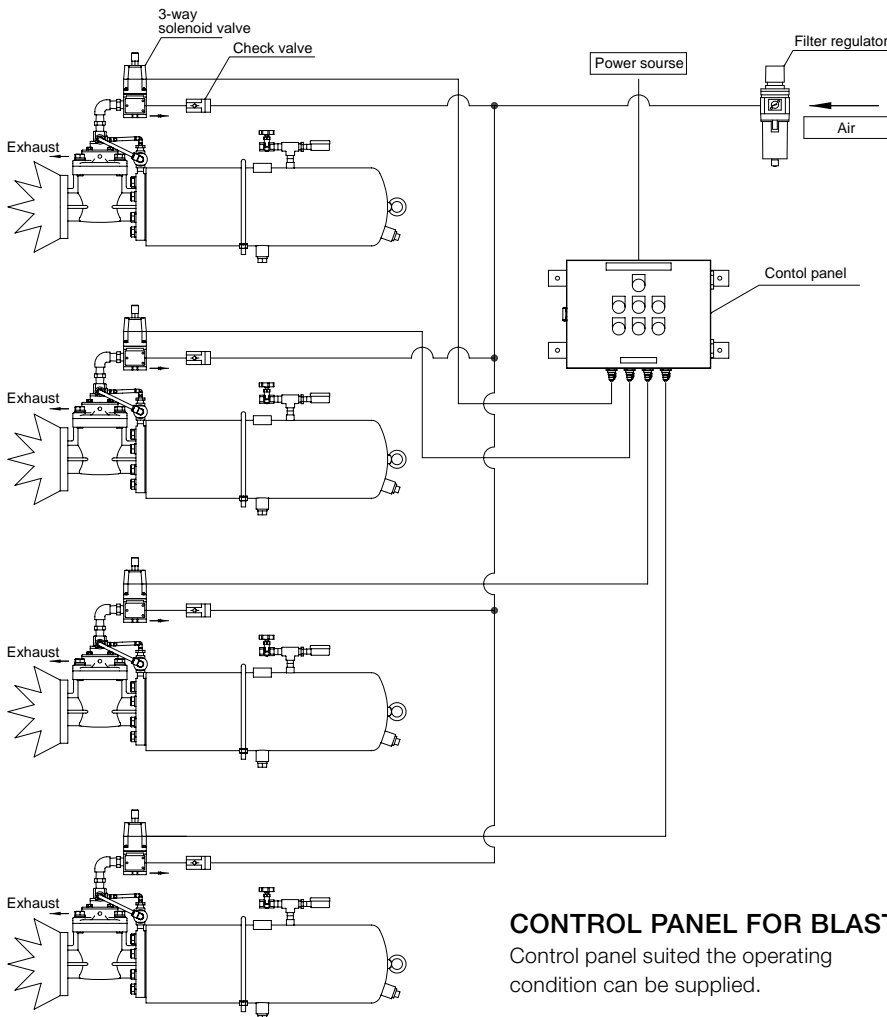 3-way
solenoid valve
Check valve
Filter regulator
Power sourse
Air
Exhaust
Contol panel
Exhaust
Exhaust
Exhaust
CONTROL PANEL FOR BLAST
Control panel suited the operating
condition can be supplied.